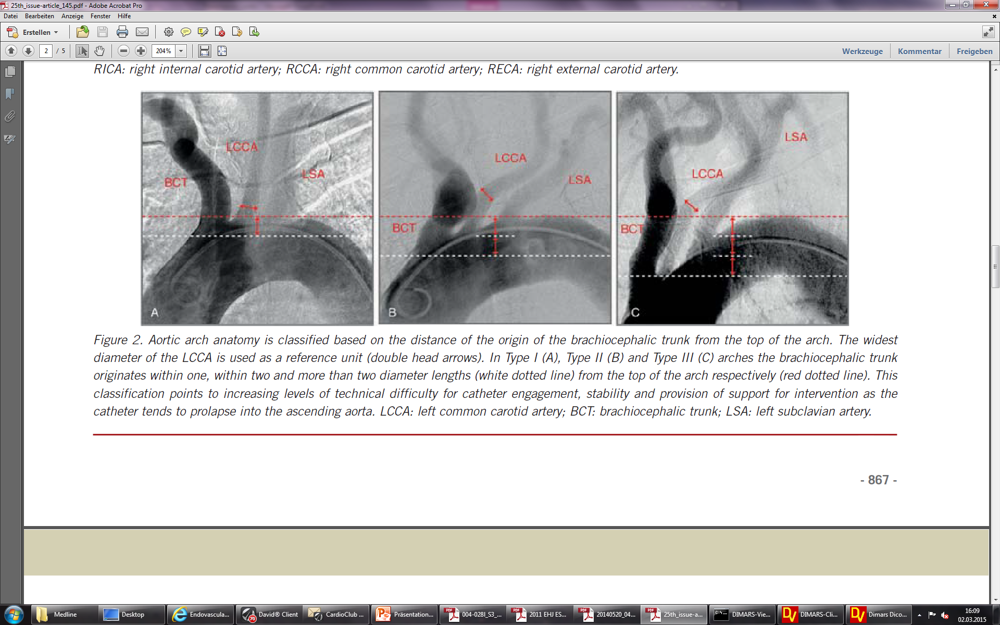 25th_issue-article_145.pdf - Adobe Acrobat Pro
Datei Bearbeiten Anzeige Fenster Hilfe
Erstellen
2 / 5 204% Werkzeuge Kommentar Freigeben
RICA: right internal carotid artery; RCCA: right common carotid artery; RECA: right external carotid artery.
LCCA
BCT
LSA
A
LCCA
LSA
BCT
B
LSA
LCCA
BCT
C
Figure 2. Aortic arch anatomy is classified based on the distance of the origin of the brachiocephalic trunk from the top of the arch. The widest
diameter of the LCCA is used as a reference unit (double head arrows). In Type I (A), Type II (B) and Type III (C) arches the brachiocephalic trunk
originates within one, within two and more than two diameter lengths (white dotted line) from the top of the arch respectively (red dotted line). This
classification points to increasing levels of technical difficulty for catheter engagement, stability and provision of support for intervention as the
catheter tends to prolapse into the ascending aorta. LCCA: left common carotid artery; BCT: brachiocephalic trunk; LSA: left subclavian artery.
- 867 -
Medline Desktop Endovascula... David® Client CardioClub ... Präsentation... 004-028l_S3_... 2011 EHJ ES... 20140520_04... 25th_issue-a... DIMARS-Vie... DIMARS-Cli... Dimars Dico...
16:09
02.03.2015